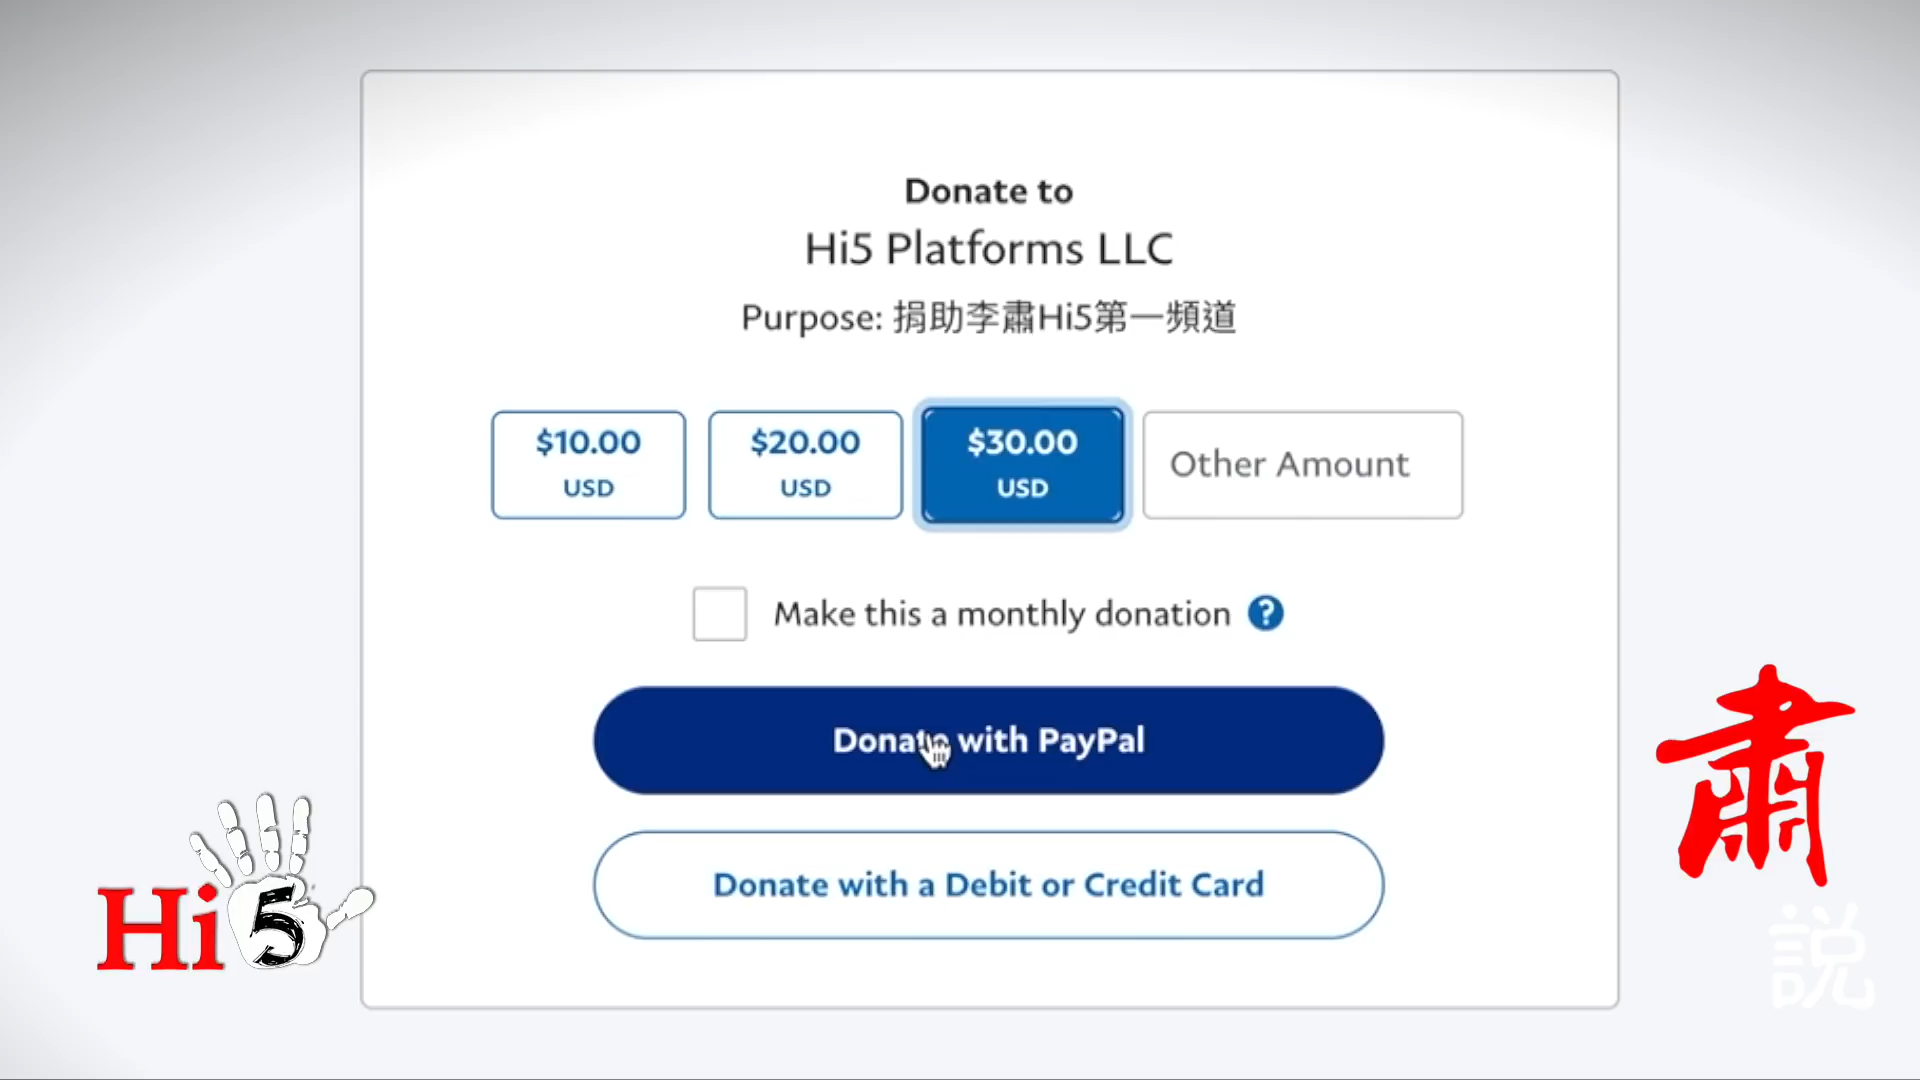 Donate to
Hi5 Platforms LLC
Purpose: 捐助李肅Hi5第一頻道
$10.00
USD
$20.00
USD
$30.00
USD
Other Amount
Make this a monthly donation ?
Donate with PayPal
Donate with a Debit or Credit Card
Hi5
肅
説